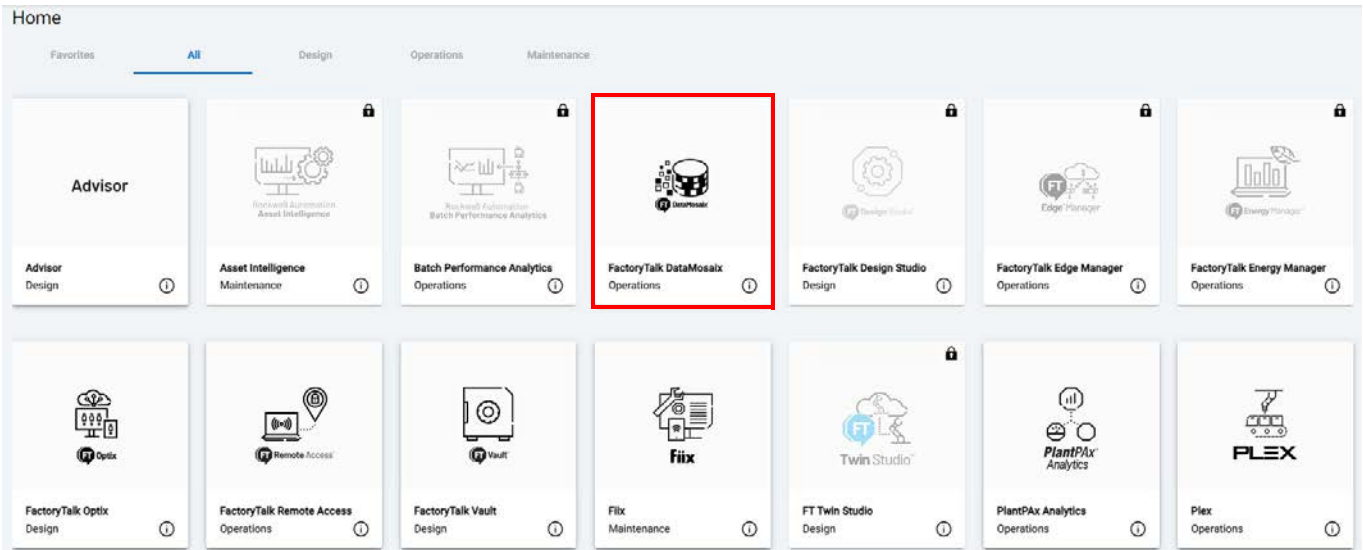 Home
Favorites All Design Operations Maintenance
Advisor
Rockwell Automation
Asset Intelligence
Rockwell Automation
Batch Performance Analytics
FT DataMosaix
FT Design Studio
FT
Edge Manager
FT Energy Manager
Advisor
Design
Asset Intelligence
Maintenance
Batch Performance Analytics
Operations
FactoryTalk DataMosaix
Operations
FactoryTalk Design Studio
Design
FactoryTalk Edge Manager
Operations
FactoryTalk Energy Manager
Operations
FT Optix
FT Remote Access
FT Vault
Fiix
FT
Twin Studio™
PlantPAx
Analytics
PLEX
FactoryTalk Optix
Design
FactoryTalk Remote Access
Operations
FactoryTalk Vault
Design
Fiix
Maintenance
FT Twin Studio
Design
PlantPAx Analytics
Operations
Plex
Operations